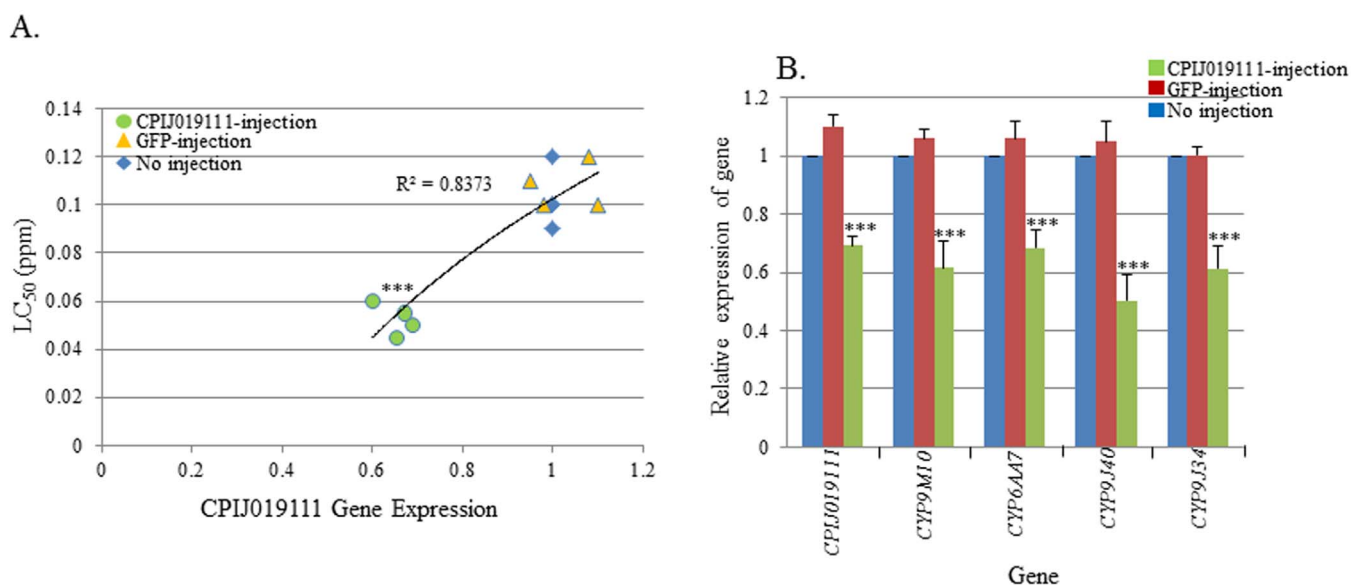 A.
LC50 (ppm)
0.14
0.12
0.1
0.08
0.06
0.04
0.02
0
CPIJ019111-injection
GFP-injection
No injection
R² = 0.8373
***
0
0.2
0.4
0.6
0.8
1
1.2
CPIJ019111 Gene Expression
B.
CPIJ019111-injection
GFP-injection
No injection
Relative expression of gene
1.2
1
0.8
0.6
0.4
0.2
0
***
***
***
***
***
CPIJ019111
CYP9M10
CYP6AA7
CYP9J40
CYP9J34
Gene